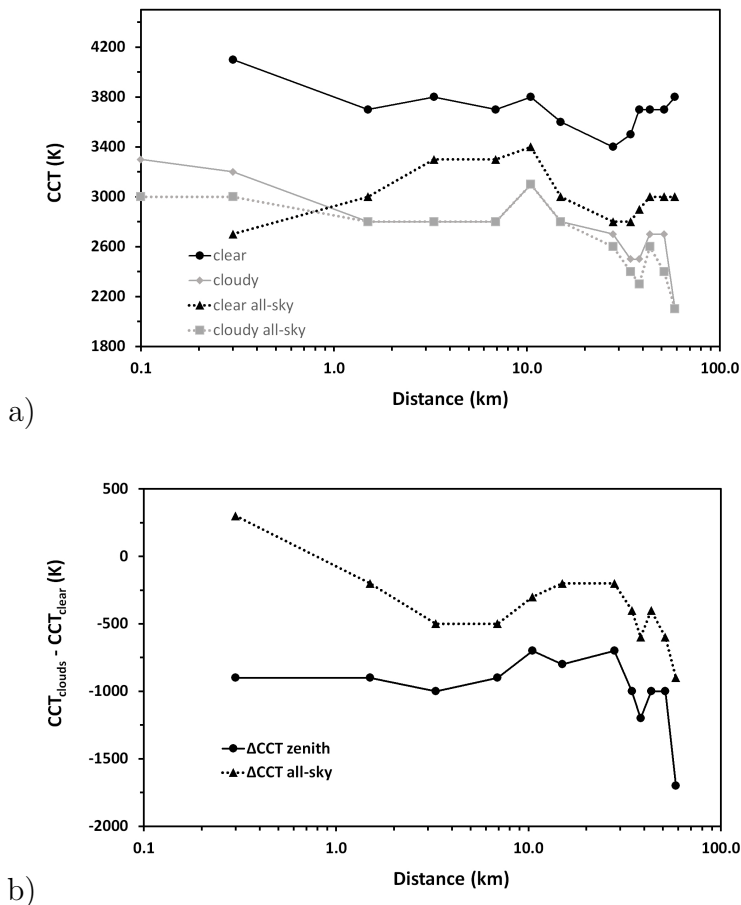 4200
3800
3400
3000
2600
2200
1800
CCT (K)
clear
cloudy
clear all-sky
cloudy all-sky
0.1 1.0 10.0 100.0
Distance (km)
a)
500
0
-500
-1000
-1500
-2000
CCTclouds - CCTclear (K)
ΔCCT zenith
ΔCCT all-sky
0.1 1.0 10.0 100.0
Distance (km)
b)